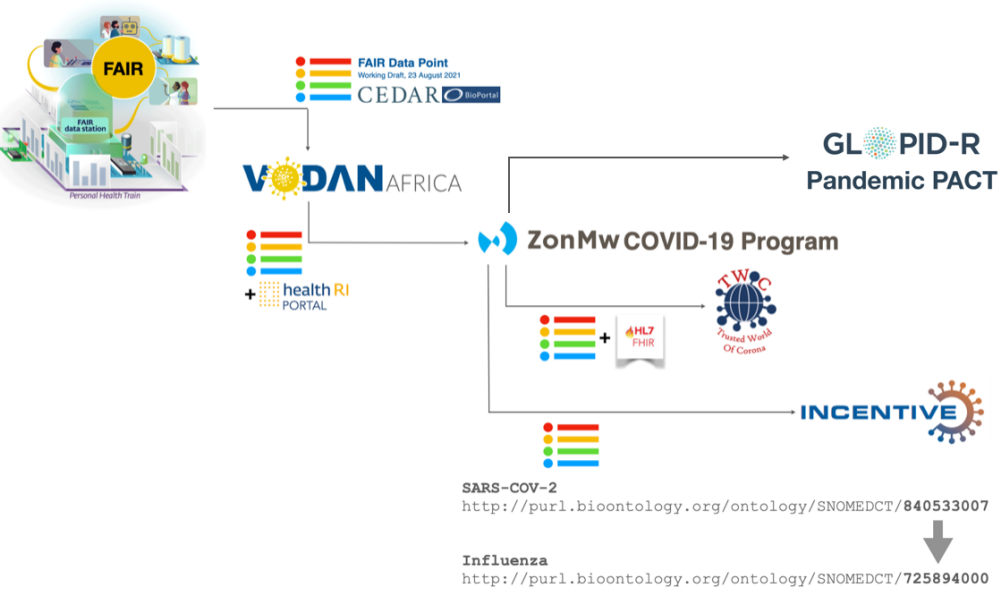 FAIR
FAIR
data station
Personal Health Train
FAIR Data Point
Working Draft, 23 August 2021
CEDAR BioPortal
VODAN AFRICA
GLOPID-R
Pandemic PACT
ZonMw COVID-19 Program
+ health RI
PORTAL
TWC
Trusted World
Of Corona
+ HL7
FHIR
INCENTIVE
SARS-COV-2
http://purl.bioontology.org/ontology/SNOMEDCT/840533007
Influenza
http://purl.bioontology.org/ontology/SNOMEDCT/725894000